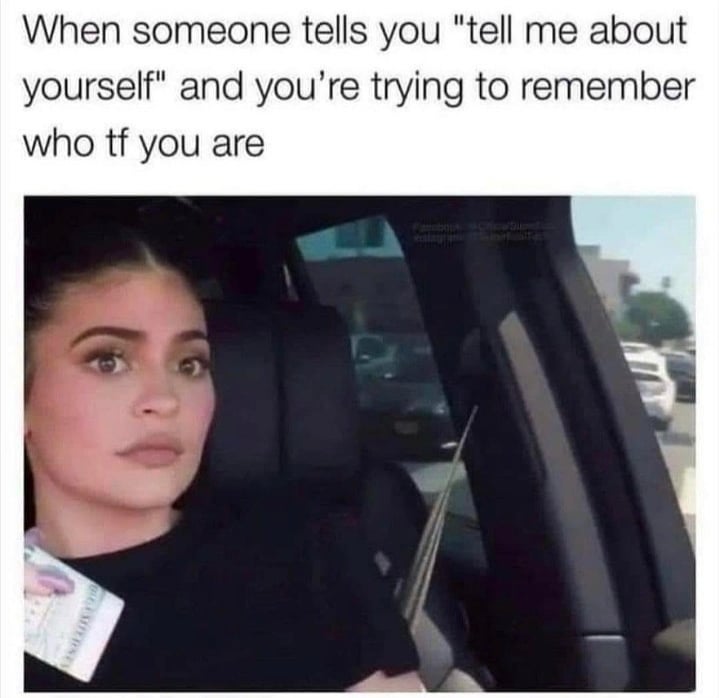 When someone tells you "tell me about
yourself" and you’re trying to remember
who tf you are